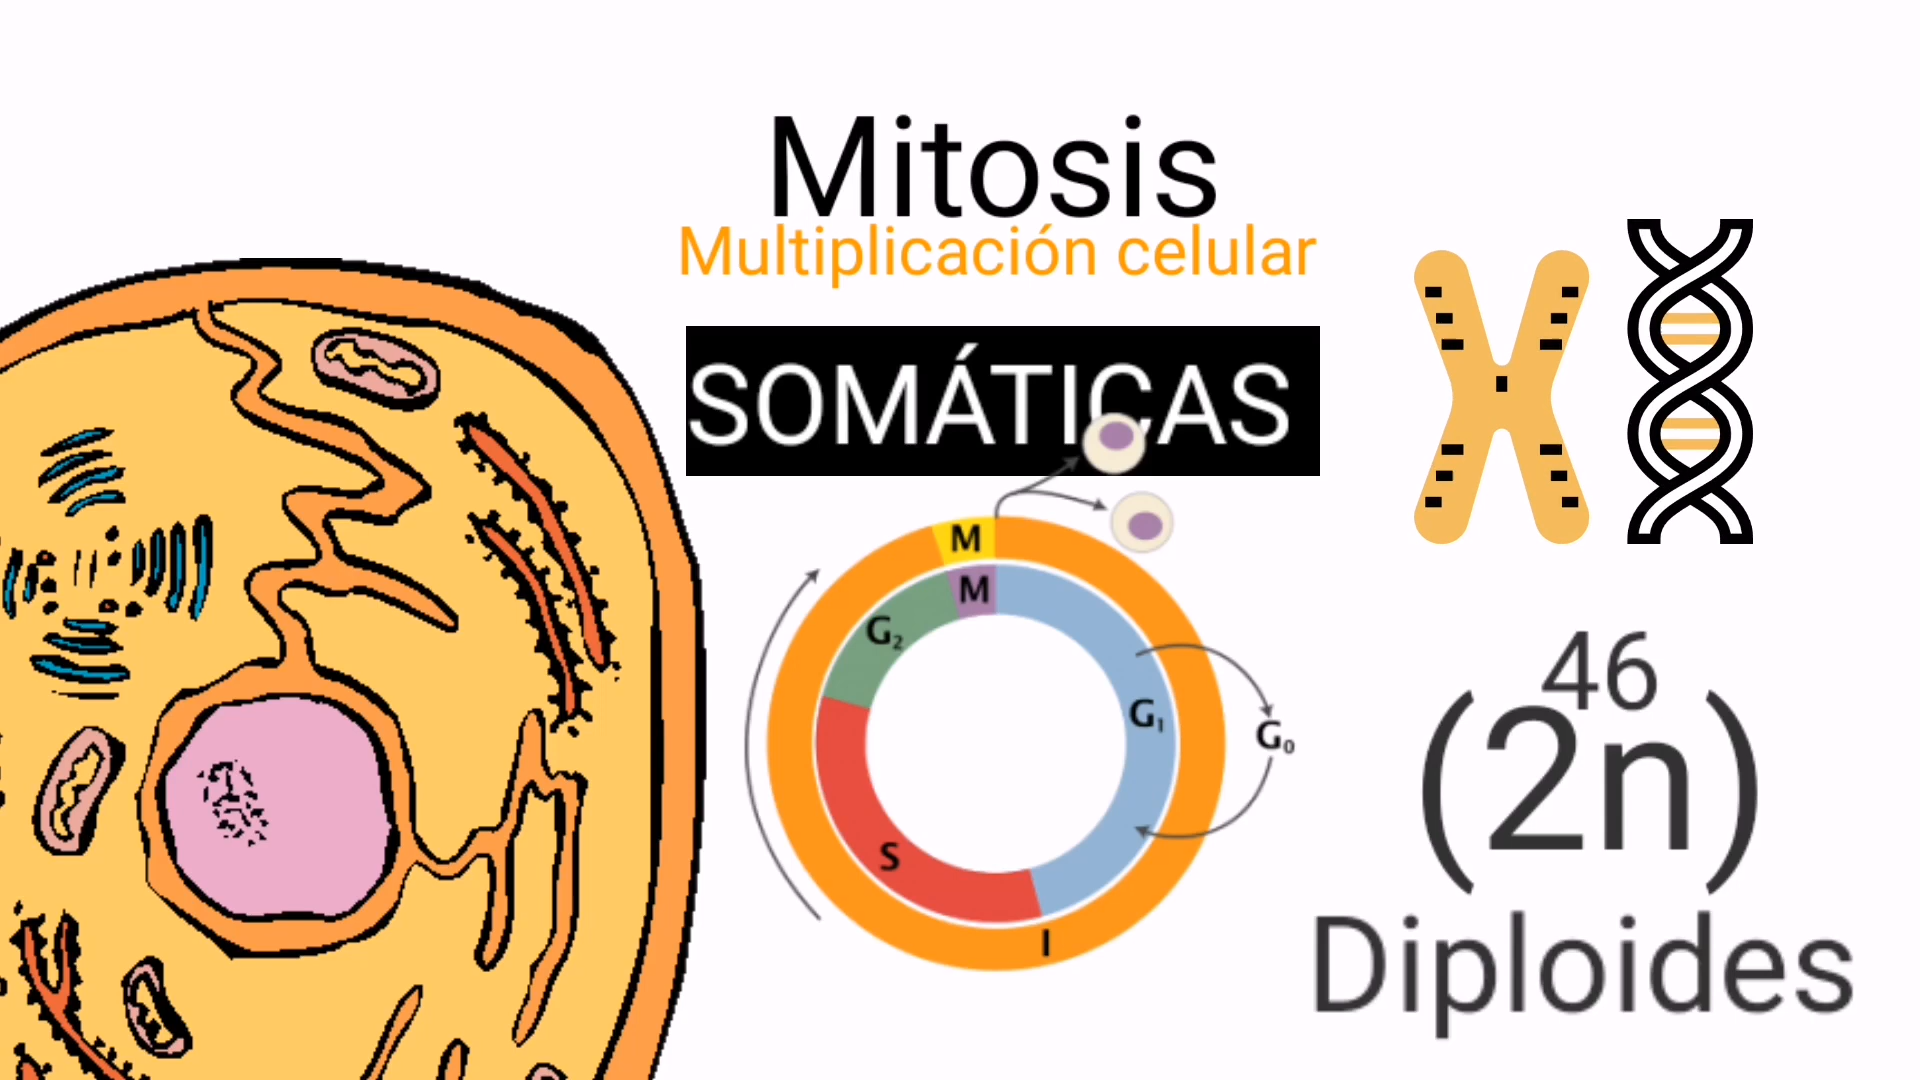 Mitosis
Multiplicación celular
SOMÁTICAS
M
M
G₂
G₁
G₀
S
I
46
(2n)
Diploides